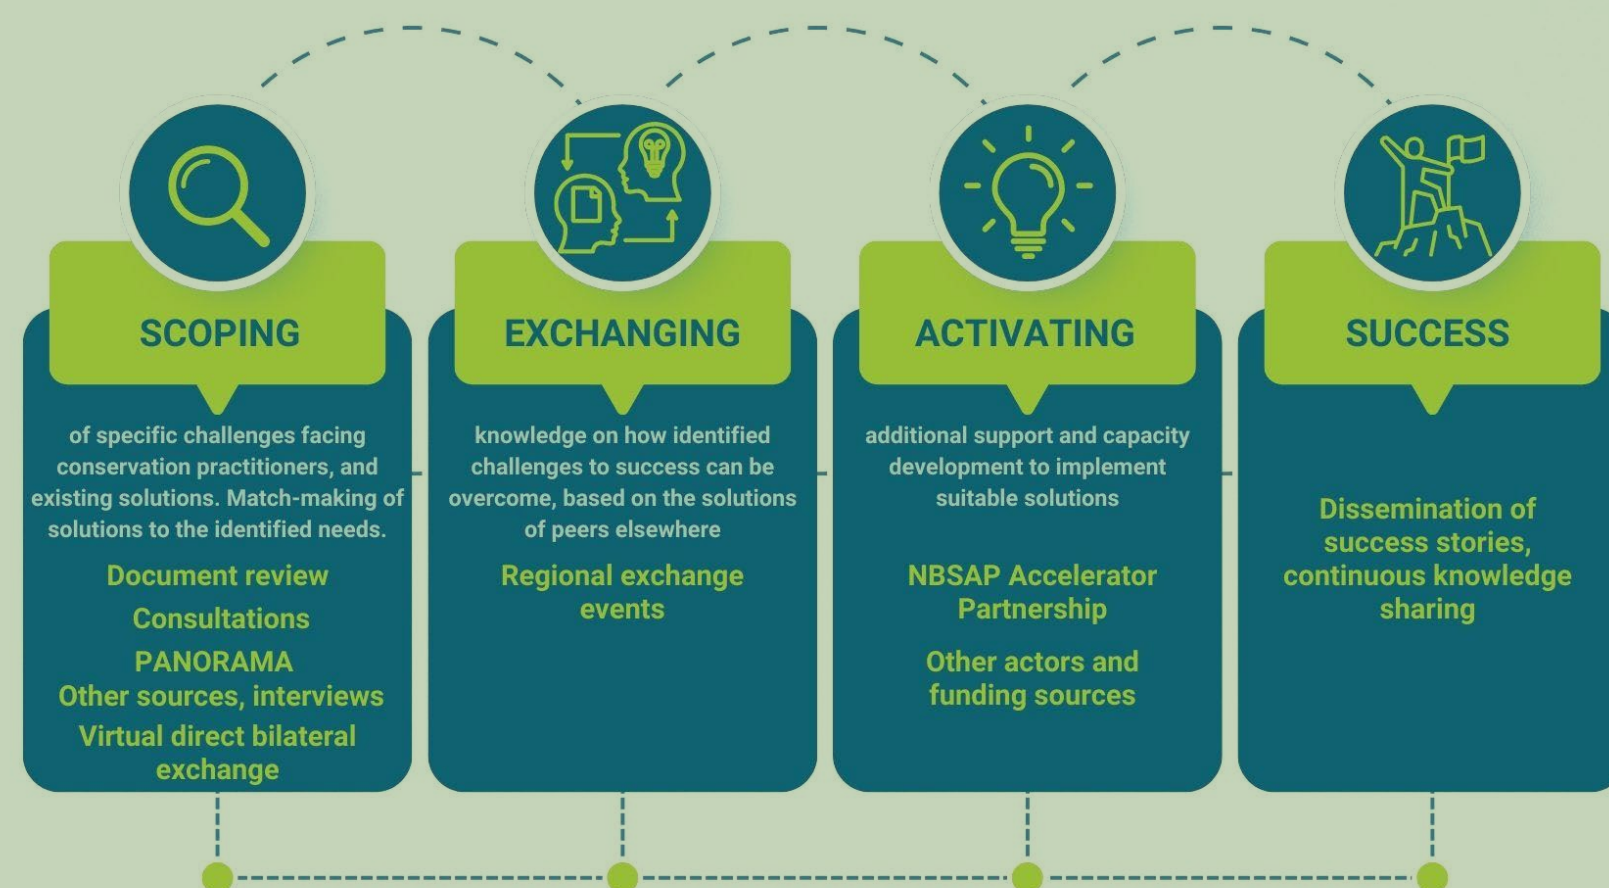 SCOPING
of specific challenges facing
conservation practitioners, and
existing solutions. Match-making of
solutions to the identified needs.
Document review
Consultations
PANORAMA
Other sources, interviews
Virtual direct bilateral
exchange
EXCHANGING
knowledge on how identified
challenges to success can be
overcome, based on the solutions
of peers elsewhere
Regional exchange
events
ACTIVATING
additional support and capacity
development to implement
suitable solutions
NBSAP Accelerator
Partnership
Other actors and
funding sources
SUCCESS
Dissemination of
success stories,
continuous knowledge
sharing